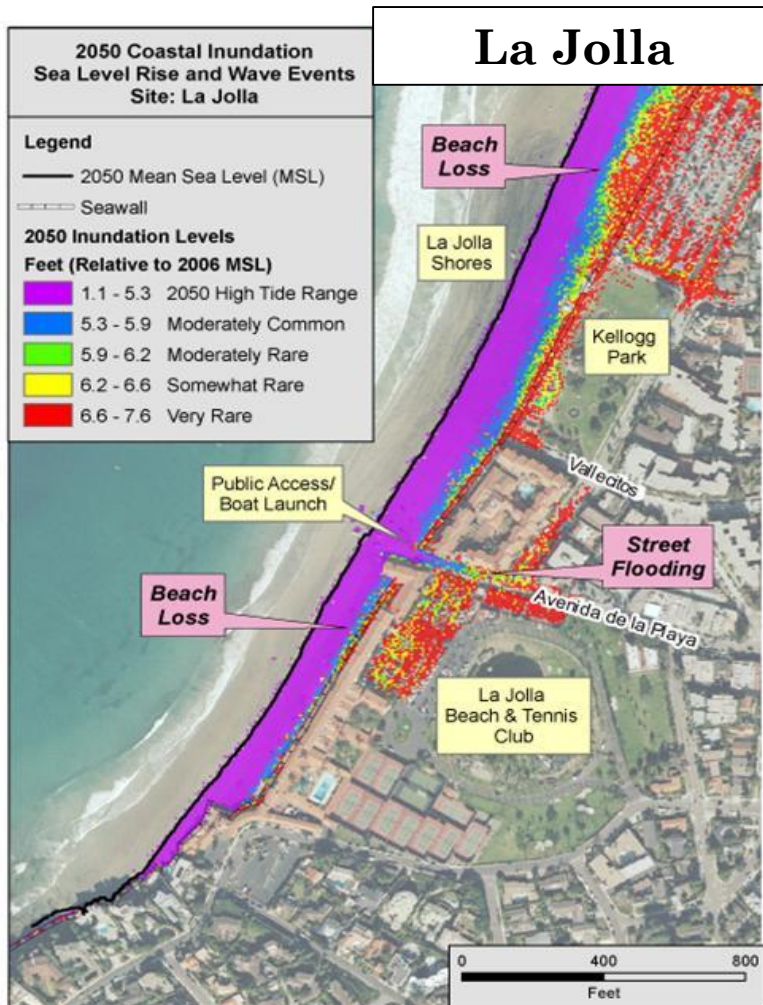 La Jolla
2050 Coastal Inundation
Sea Level Rise and Wave Events
Site: La Jolla
Legend
2050 Mean Sea Level (MSL)
Seawall
2050 Inundation Levels
Feet (Relative to 2006 MSL)
1.1 - 5.3 2050 High Tide Range
5.3 - 5.9 Moderately Common
5.9 - 6.2 Moderately Rare
6.2 - 6.6 Somewhat Rare
6.6 - 7.6 Very Rare
Beach
Loss
La Jolla
Shores
Kellogg
Park
Vallecitos
Public Access/
Boat Launch
Street
Flooding
Beach
Loss
Avenida de la Playa
La Jolla
Beach & Tennis
Club
0 400 800
Feet